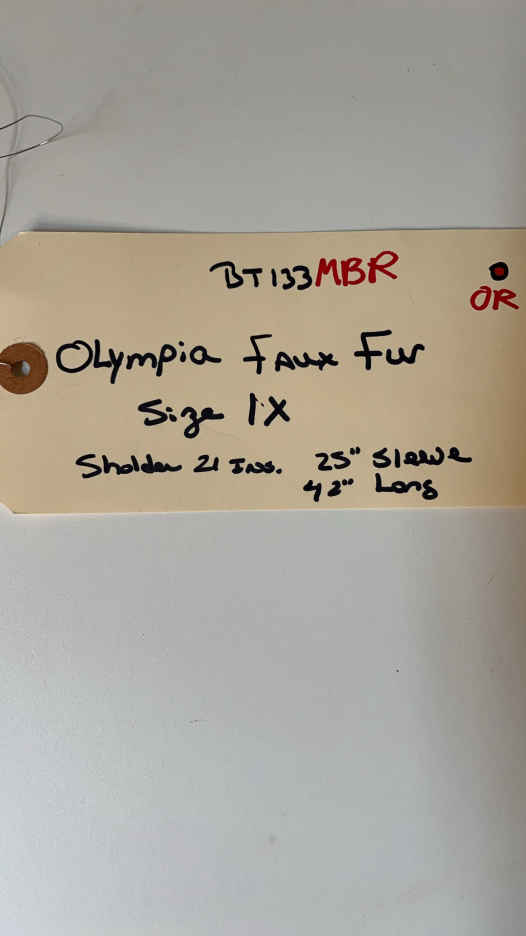 BT133MBR
OR
OLympia Faux Fur
Size 1X
Sholder 21 Ins. 25" Sleeve
42" Long